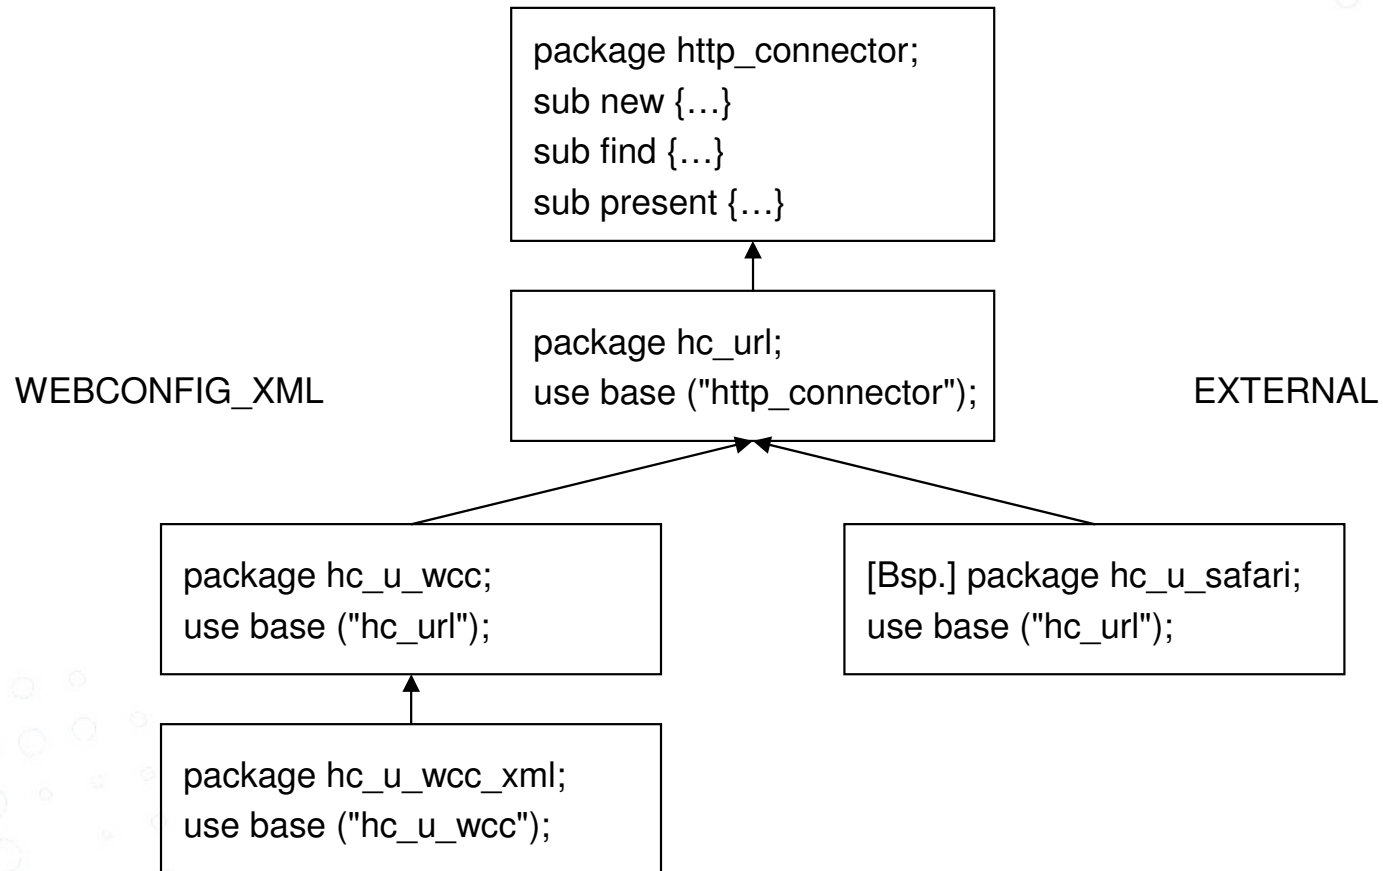 package http_connector;
sub new {…}
sub find {…}
sub present {…}
package hc_url;
use base ("http_connector");
WEBCONFIG_XML
EXTERNAL
package hc_u_wcc;
use base ("hc_url");
[Bsp.] package hc_u_safari;
use base ("hc_url");
package hc_u_wcc_xml;
use base ("hc_u_wcc");